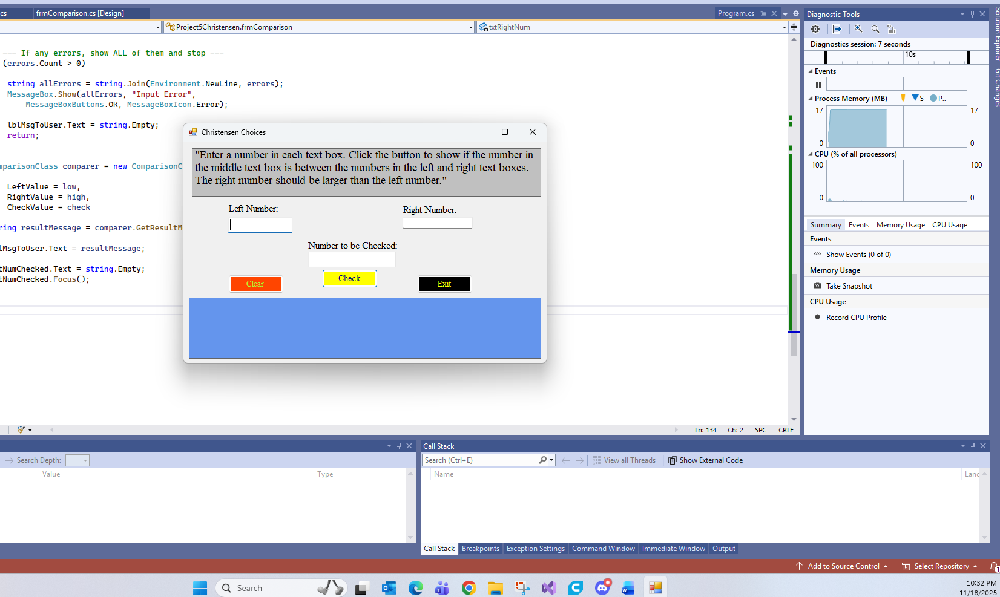 cs
frmComparison.cs [Design]
Program.cs
Project5Christensen.frmComparison
txtRightNum
--- If any errors, show ALL of them and stop ---
(errors.Count > 0)
string allErrors = string.Join(Environment.NewLine, errors);
MessageBox.Show(allErrors, "Input Error",
MessageBoxButtons.OK, MessageBoxIcon.Error);
lblMsgToUser.Text = string.Empty;
return;
mparisonClass comparer = new ComparisonC
LeftValue = low,
RightValue = high,
CheckValue = check
ring resultMessage = comparer.GetResultM
lMsgToUser.Text = resultMessage;
tNumChecked.Text = string.Empty;
tNumChecked.Focus();
Christensen Choices
"Enter a number in each text box. Click the button to show if the number in
the middle text box is between the numbers in the left and right text boxes.
The right number should be larger than the left number."
Left Number:
Right Number:
Number to be Checked:
Clear
Check
Exit
Ln: 134 Ch: 2 SPC CRLF
Diagnostic Tools
Diagnostics session: 7 seconds
10s
Events
Process Memory (MB)
S
P..
17
17
0
0
CPU (% of all processors)
100
100
0
0
Summary Events Memory Usage CPU Usage
Events
Show Events (0 of 0)
Memory Usage
Take Snapshot
CPU Usage
Record CPU Profile
Solution Explorer
Git Changes
Search Depth:
Value
Type
Call Stack
Search (Ctrl+E)
View all Threads
Show External Code
Name
Lang
Call Stack Breakpoints Exception Settings Command Window Immediate Window Output
Add to Source Control
Select Repository
1
Search
10:32 PM
11/18/2025